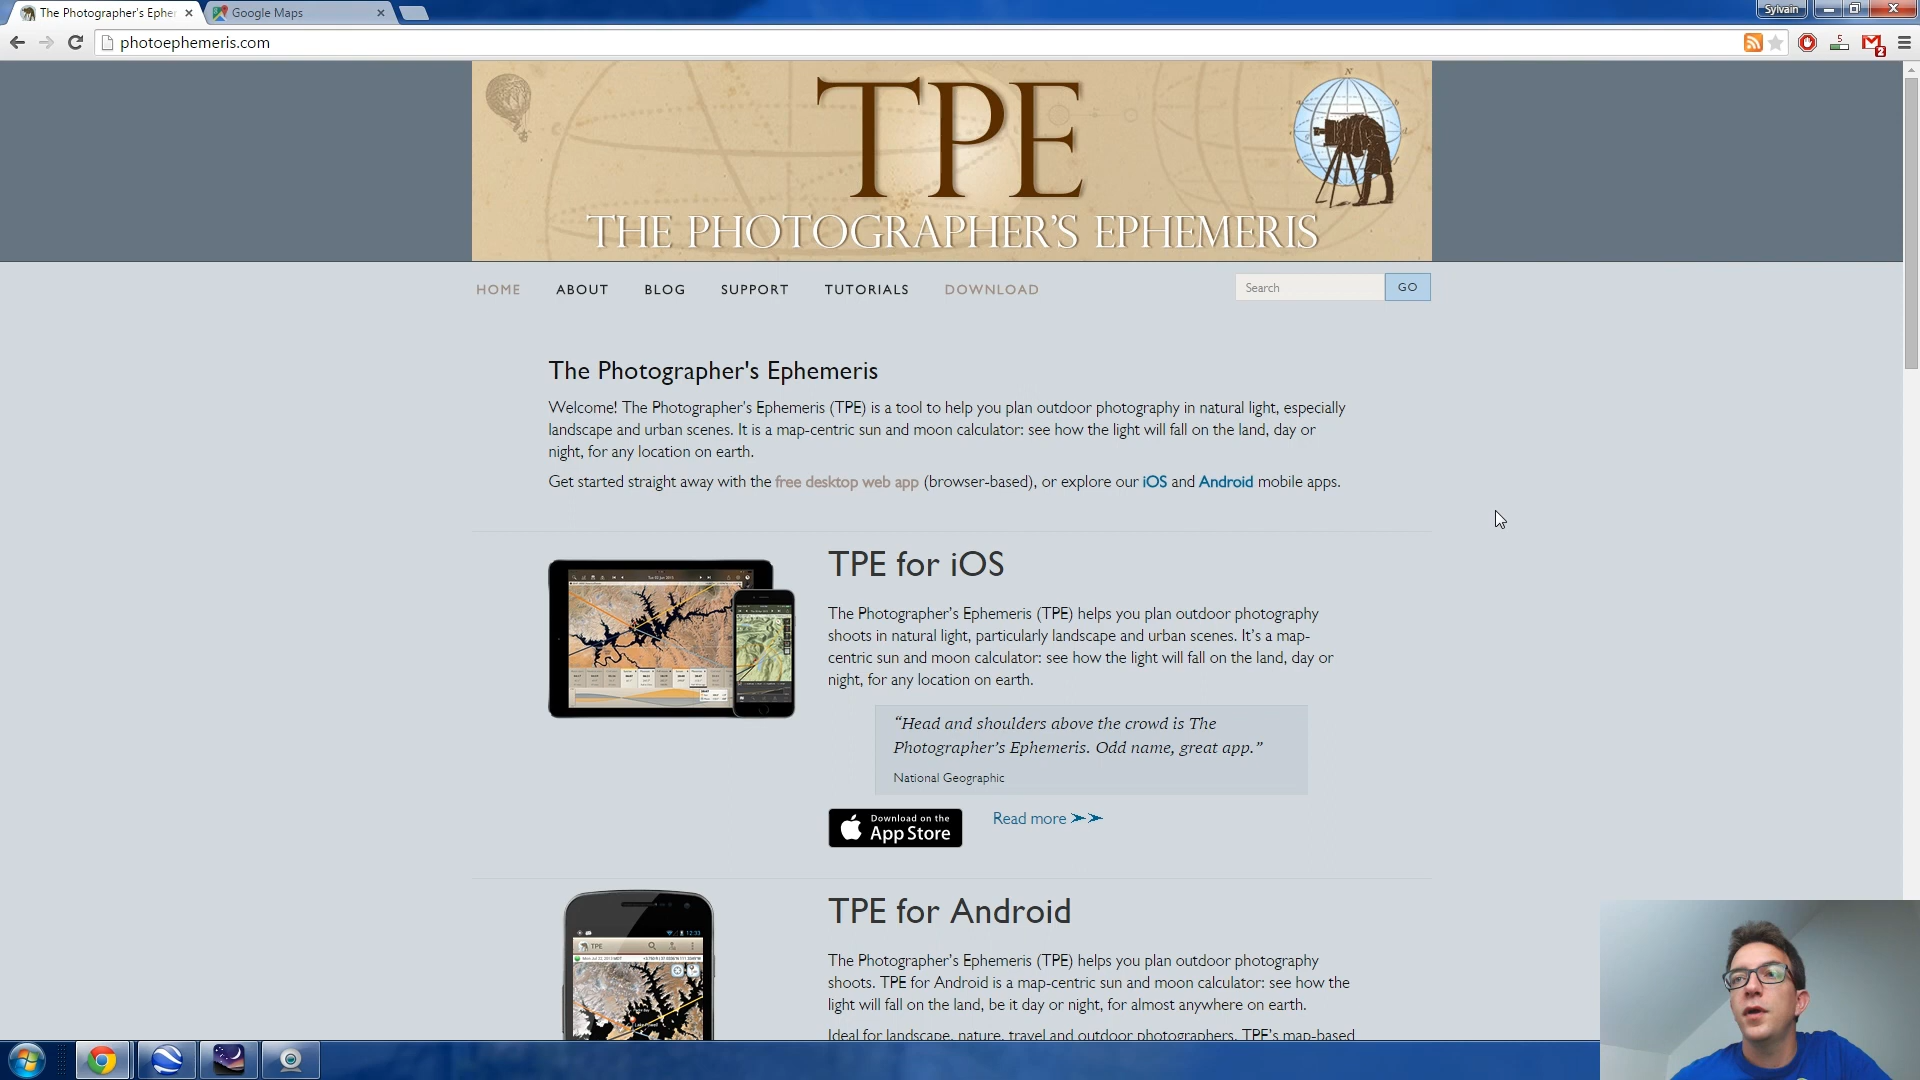 The Photographer's Ephe
Google Maps
Sylvain
photoephemeris.com
5
2
TPE
THE PHOTOGRAPHER'S EPHEMERIS
N
HOME
ABOUT
BLOG
SUPPORT
TUTORIALS
DOWNLOAD
Search
GO
The Photographer's Ephemeris
Welcome! The Photographer's Ephemeris (TPE) is a tool to help you plan outdoor photography in natural light, especially
landscape and urban scenes. It is a map-centric sun and moon calculator: see how the light will fall on the land, day or
night, for any location on earth.
Get started straight away with the free desktop web app (browser-based), or explore our iOS and Android mobile apps.
TPE for iOS
The Photographer's Ephemeris (TPE) helps you plan outdoor photography
shoots in natural light, particularly landscape and urban scenes. It's a map-
centric sun and moon calculator: see how the light will fall on the land, day or
night, for any location on earth.
“Head and shoulders above the crowd is The
Photographer's Ephemeris. Odd name, great app.”
National Geographic
Download on the
App Store
Read more
TPE for Android
12:33
TPE
The Photographer's Ephemeris (TPE) helps you plan outdoor photography
shoots. TPE for Android is a map-centric sun and moon calculator: see how the
light will fall on the land, be it day or night, for almost anywhere on earth.
Ideal for landscape, nature, travel and outdoor photographers, TPE's map-based